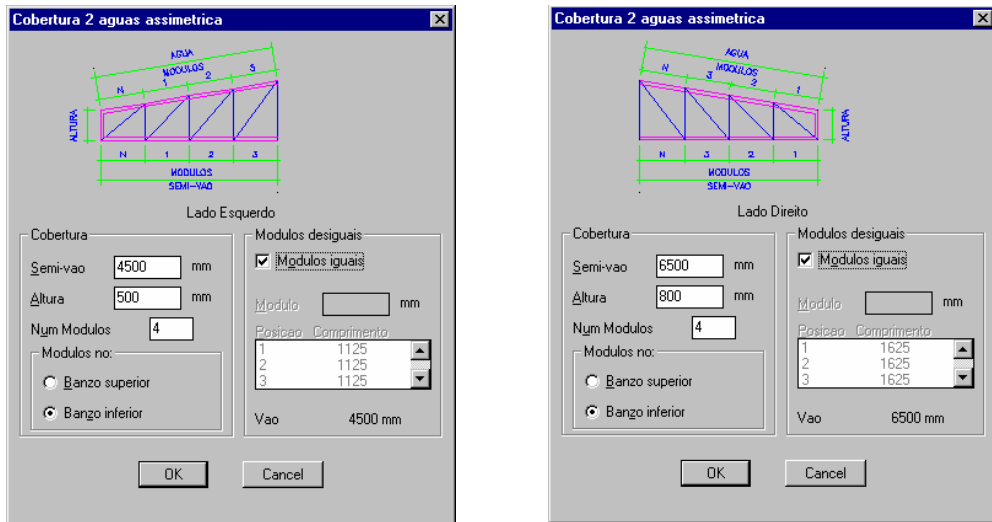 Cobertura 2 aguas assimetrica
AGUA
MODULOS
N 1 2 3
ALTURA
N 1 2 3
MODULOS
SEMI-VAO
Lado Esquerdo
Cobertura
Semi-vao 4500 mm
Altura 500 mm
Num Modulos 4
Modulos no:
Banzo superior
Banzo inferior
Modulos desiguais
Modulos iguais
Modulo mm
Posicao Comprimento
1 1125
2 1125
3 1125
Vao 4500 mm
OK Cancel
Cobertura 2 aguas assimetrica
AGUA
MODULOS
N 3 2 1
ALTURA
N 3 2 1
MODULOS
SEMI-VAO
Lado Direito
Cobertura
Semi-vao 6500 mm
Altura 800 mm
Num Modulos 4
Modulos no:
Banzo superior
Banzo inferior
Modulos desiguais
Modulos iguais
Modulo mm
Posicao Comprimento
1 1625
2 1625
3 1625
Vao 6500 mm
OK Cancel